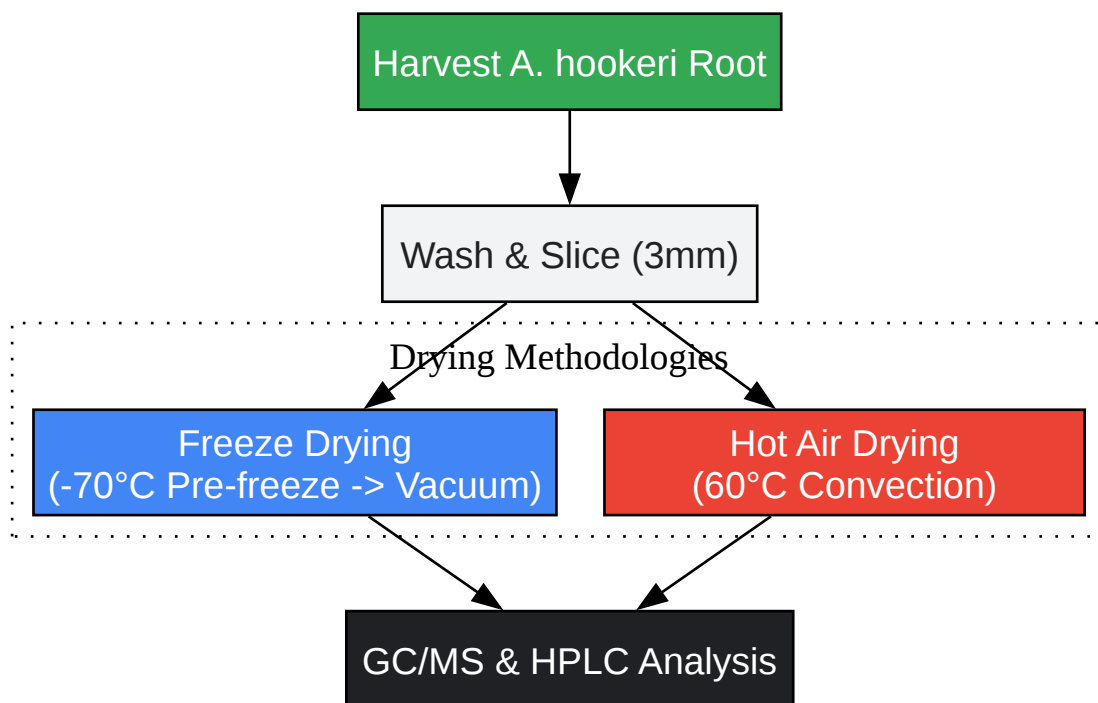 Harvest A. hookeri Root
Wash & Slice (3mm)
Drying Methodologies
Freeze Drying
(-70°C Pre-freeze -> Vacuum)
Hot Air Drying
(60°C Convection)
GC/MS & HPLC Analysis